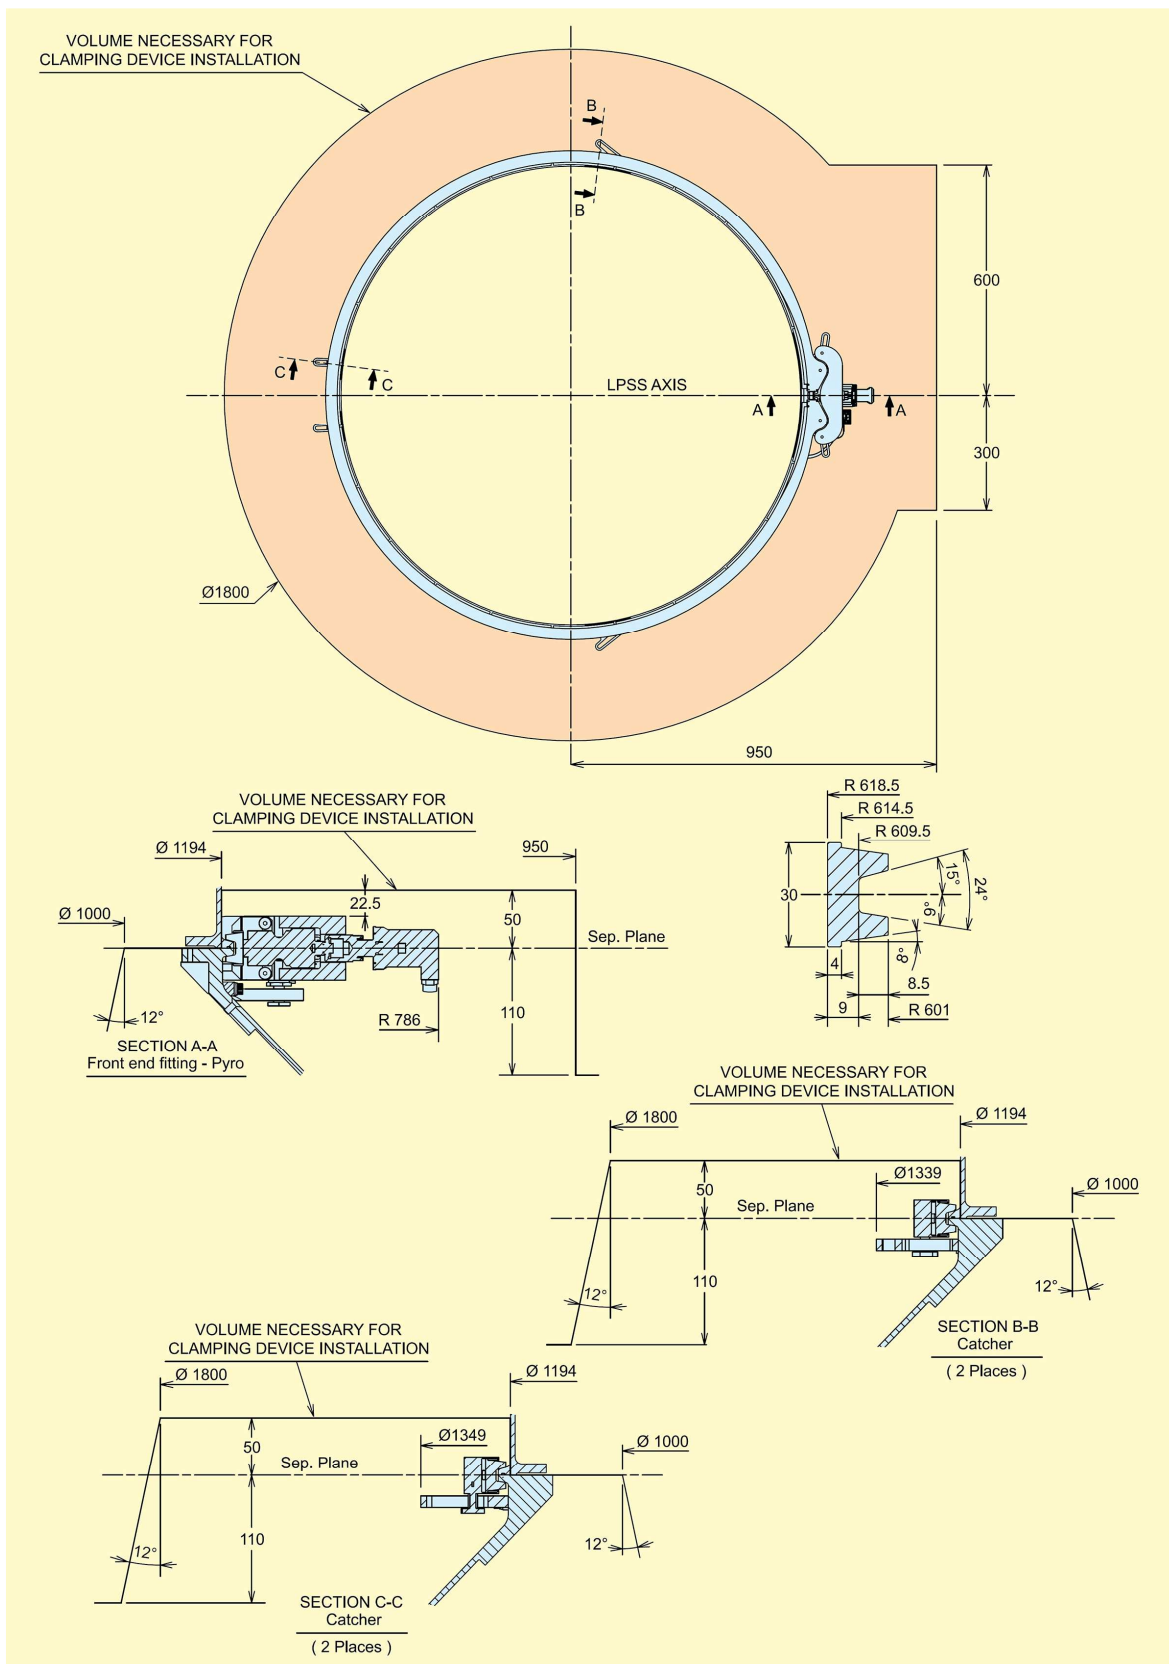 VOLUME NECESSARY FOR
CLAMPING DEVICE INSTALLATION
B
B
600
C
C
LPSS AXIS
A
A
300
Ø1800
950
VOLUME NECESSARY FOR
CLAMPING DEVICE INSTALLATION
Ø 1194
950
Ø 1000
22.5
50
Sep. Plane
12°
R 786
110
SECTION A-A
Front end fitting - Pyro
R 618.5
R 614.5
R 609.5
30
15°
24°
9°
8°
4
8.5
9
R 601
VOLUME NECESSARY FOR
CLAMPING DEVICE INSTALLATION
Ø 1800
Ø 1194
Ø1339
50
Sep. Plane
Ø 1000
110
12°
12°
SECTION B-B
Catcher
( 2 Places )
VOLUME NECESSARY FOR
CLAMPING DEVICE INSTALLATION
Ø 1800
Ø 1194
Ø1349
50
Sep. Plane
Ø 1000
110
12°
12°
SECTION C-C
Catcher
( 2 Places )